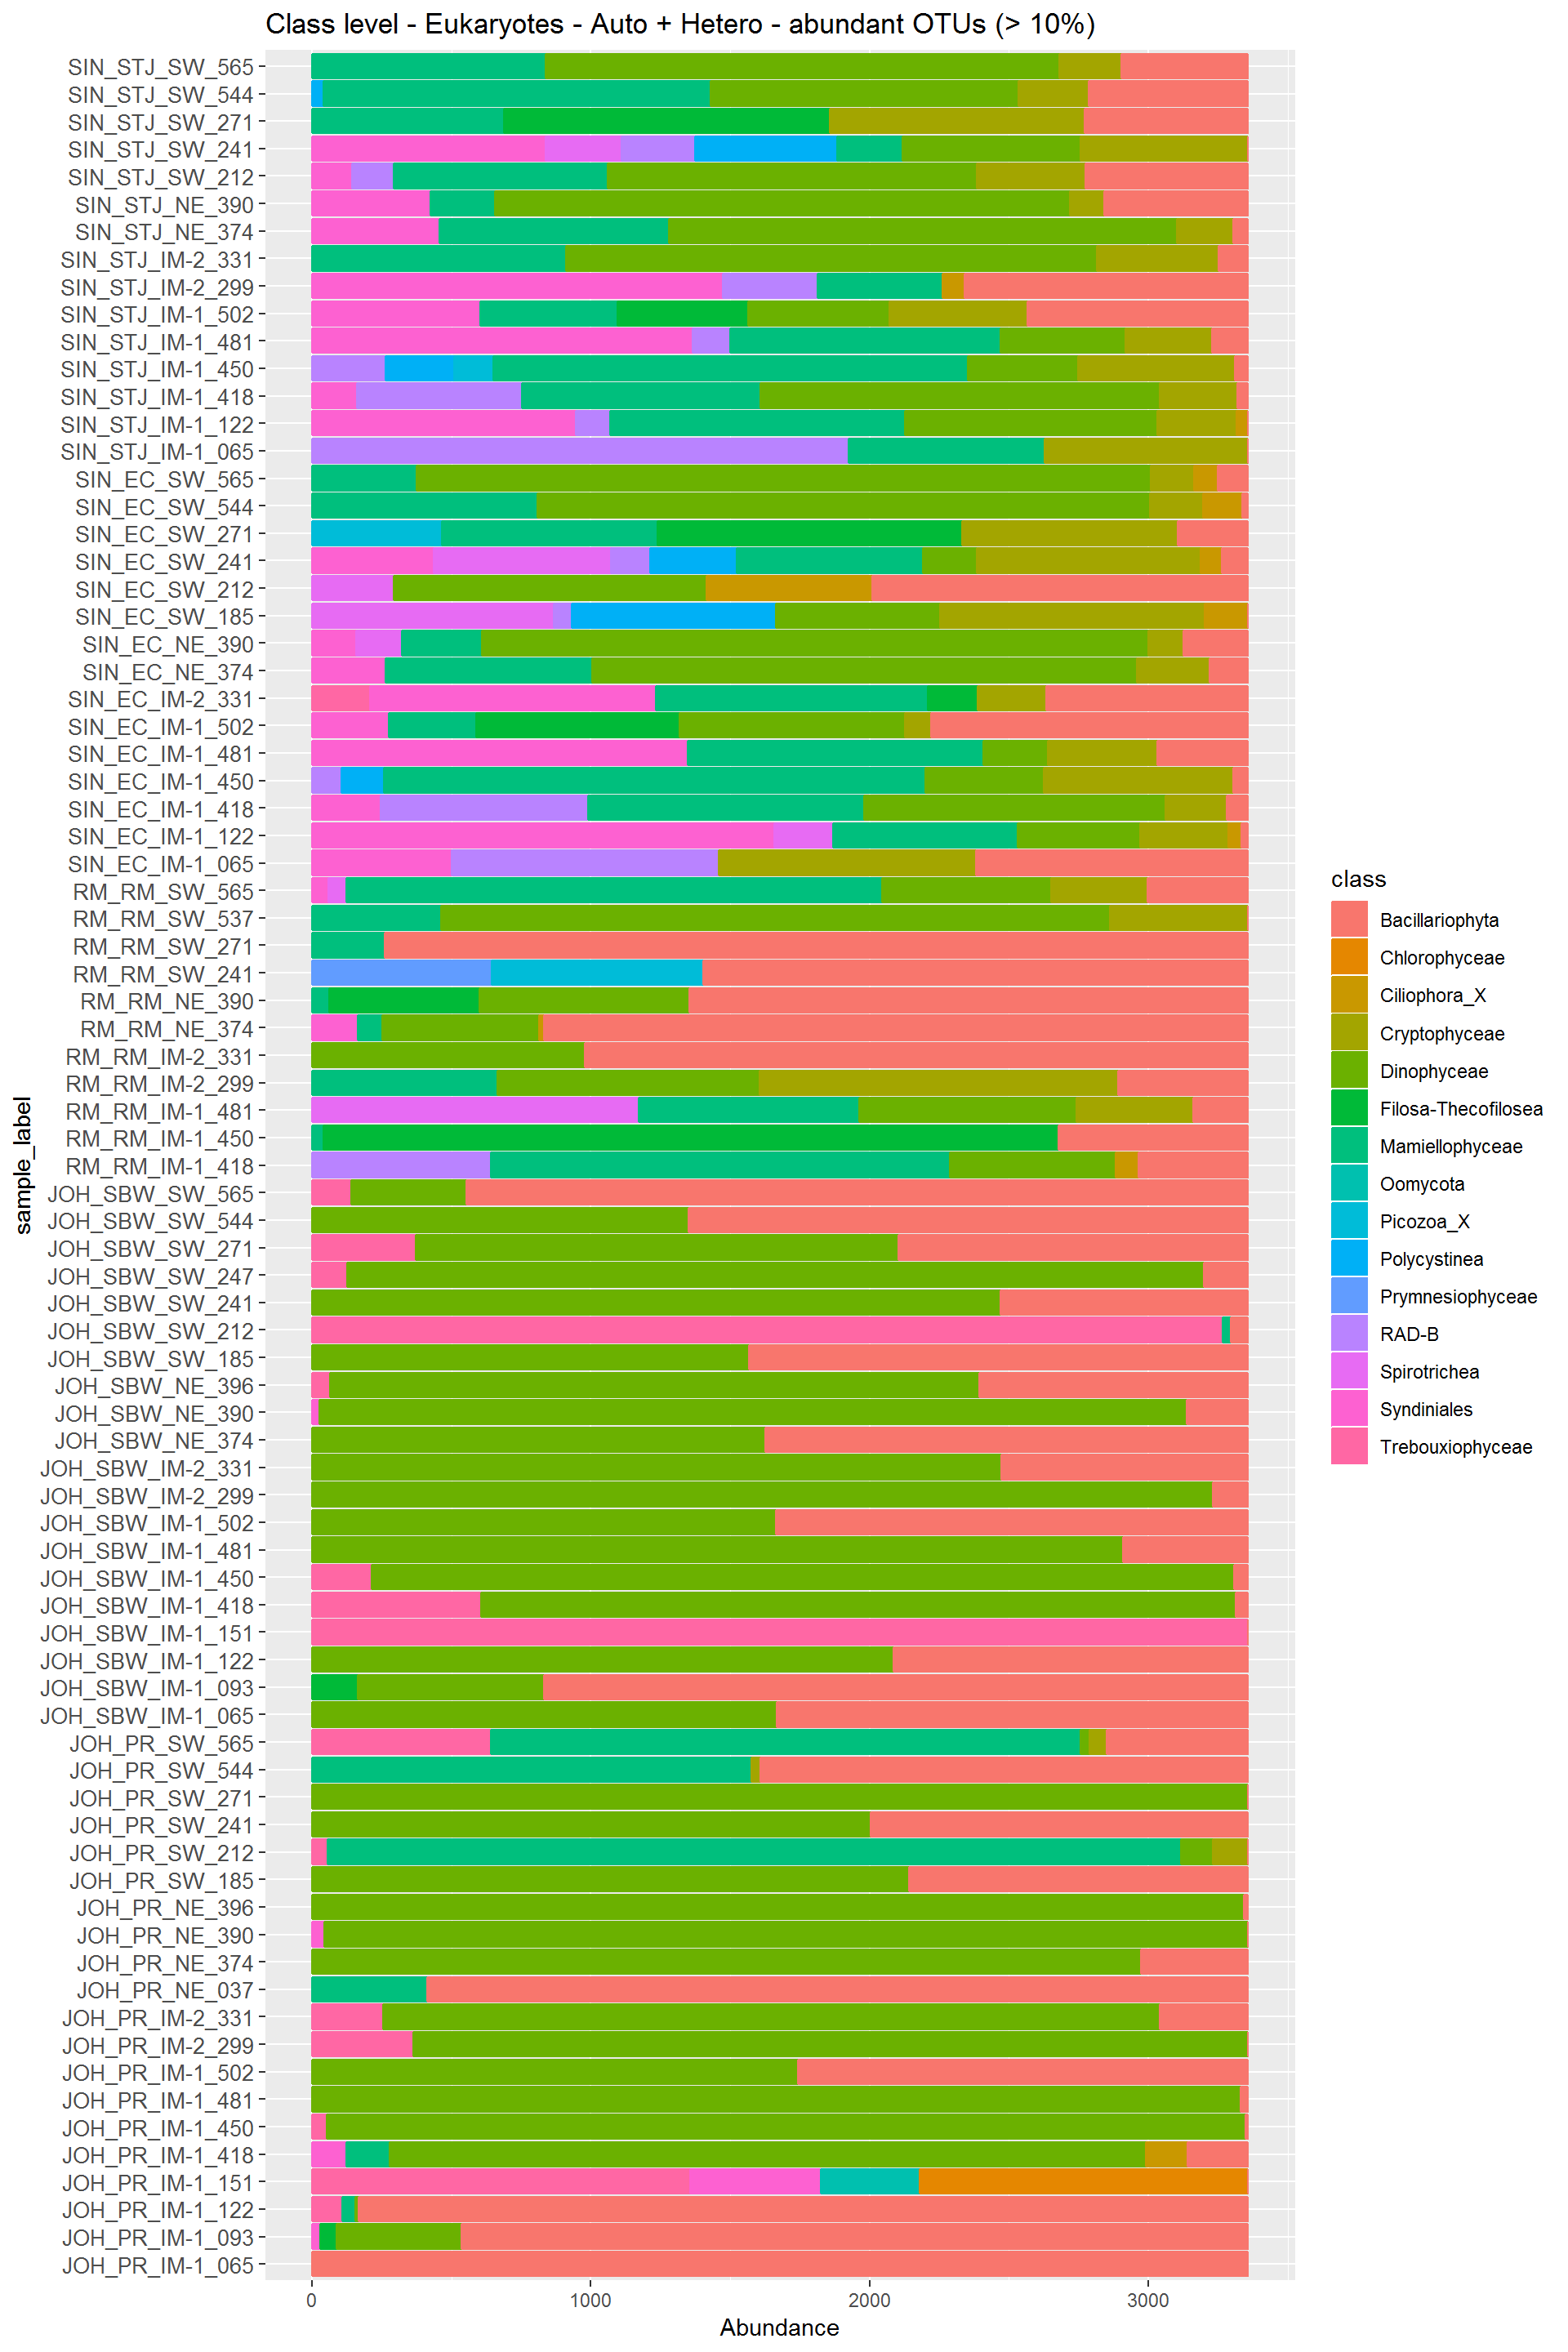 Class level - Eukaryotes - Auto + Hetero - abundant OTUs (> 10%)
SIN_STJ_SW_565
SIN_STJ_SW_544
SIN_STJ_SW_271
SIN_STJ_SW_241
SIN_STJ_SW_212
SIN_STJ_NE_390
SIN_STJ_NE_374
SIN_STJ_IM-2_331
SIN_STJ_IM-2_299
SIN_STJ_IM-1_502
SIN_STJ_IM-1_481
SIN_STJ_IM-1_450
SIN_STJ_IM-1_418
SIN_STJ_IM-1_122
SIN_STJ_IM-1_065
SIN_EC_SW_565
SIN_EC_SW_544
SIN_EC_SW_271
SIN_EC_SW_241
SIN_EC_SW_212
SIN_EC_SW_185
SIN_EC_NE_390
SIN_EC_NE_374
SIN_EC_IM-2_331
SIN_EC_IM-1_502
SIN_EC_IM-1_481
SIN_EC_IM-1_450
SIN_EC_IM-1_418
SIN_EC_IM-1_122
SIN_EC_IM-1_065
RM_RM_SW_565
RM_RM_SW_537
RM_RM_SW_271
RM_RM_SW_241
RM_RM_NE_390
RM_RM_NE_374
RM_RM_IM-2_331
RM_RM_IM-2_299
RM_RM_IM-1_481
RM_RM_IM-1_450
RM_RM_IM-1_418
JOH_SBW_SW_565
JOH_SBW_SW_544
JOH_SBW_SW_271
JOH_SBW_SW_247
JOH_SBW_SW_241
JOH_SBW_SW_212
JOH_SBW_SW_185
JOH_SBW_NE_396
JOH_SBW_NE_390
JOH_SBW_NE_374
JOH_SBW_IM-2_331
JOH_SBW_IM-2_299
JOH_SBW_IM-1_502
JOH_SBW_IM-1_481
JOH_SBW_IM-1_450
JOH_SBW_IM-1_418
JOH_SBW_IM-1_151
JOH_SBW_IM-1_122
JOH_SBW_IM-1_093
JOH_SBW_IM-1_065
JOH_PR_SW_565
JOH_PR_SW_544
JOH_PR_SW_271
JOH_PR_SW_241
JOH_PR_SW_212
JOH_PR_SW_185
JOH_PR_NE_396
JOH_PR_NE_390
JOH_PR_NE_374
JOH_PR_NE_037
JOH_PR_IM-2_331
JOH_PR_IM-2_299
JOH_PR_IM-1_502
JOH_PR_IM-1_481
JOH_PR_IM-1_450
JOH_PR_IM-1_418
JOH_PR_IM-1_151
JOH_PR_IM-1_122
JOH_PR_IM-1_093
JOH_PR_IM-1_065
sample_label
0 1000 2000 3000
Abundance
class
Bacillariophyta
Chlorophyceae
Ciliophora_X
Cryptophyceae
Dinophyceae
Filosa-Thecofilosea
Mamiellophyceae
Oomycota
Picozoa_X
Polycystinea
Prymnesiophyceae
RAD-B
Spirotrichea
Syndiniales
Trebouxiophyceae